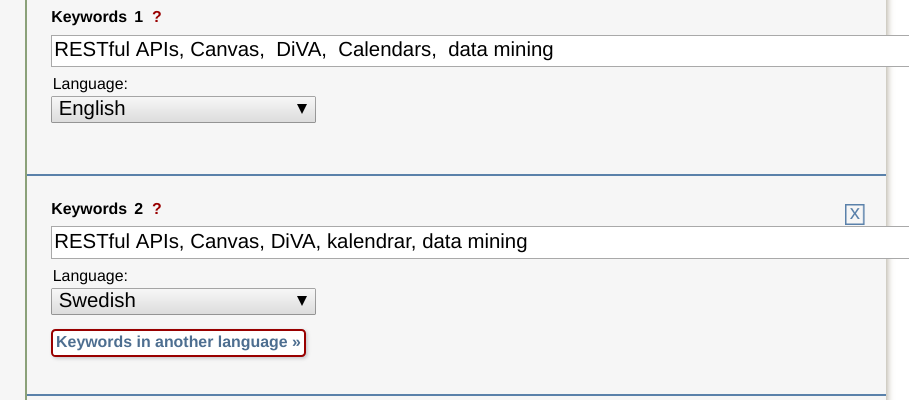 Keywords 1 ?
RESTful APIs, Canvas,  DiVA,  Calendars,  data mining
Language:
English ▼
Keywords 2 ?
X
RESTful APIs, Canvas, DiVA, kalendrar, data mining
Language:
Swedish ▼
Keywords in another language »